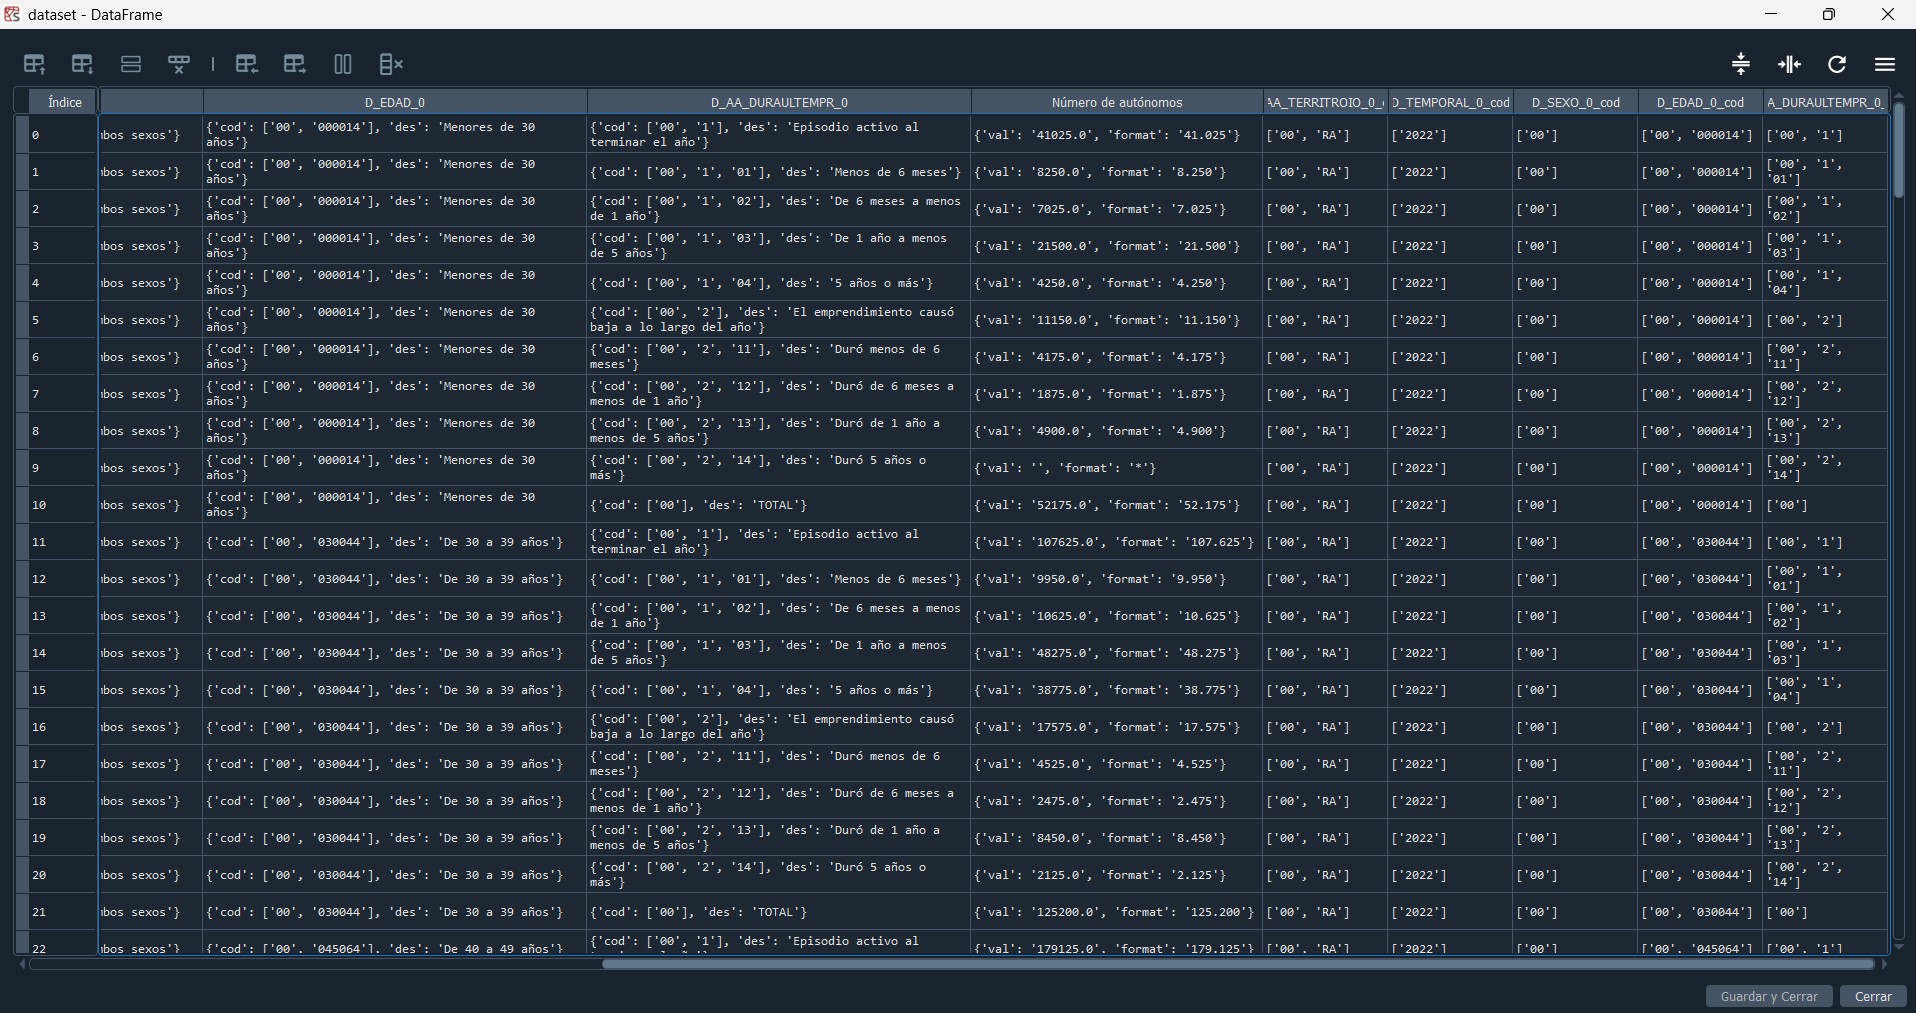 dataset - DataFrame
Índice D_EDAD_0 D_AA_DURAULTEMPR_0 Número de autónomos AA_TERRITROIO_0_ D_TEMPORAL_0_cod D_SEXO_0_cod D_EDAD_0_cod A_DURAULTEMPR_0_
0 bos sexos'} {'cod': ['00', '000014'], 'des': 'Menores de 30 años'} {'cod': ['00', '1'], 'des': 'Episodio activo al terminar el año'} {'val': '41025.0', 'format': '41.025'} ['00', 'RA'] ['2022'] ['00'] ['00', '000014'] ['00', '1']
1 bos sexos'} {'cod': ['00', '000014'], 'des': 'Menores de 30 años'} {'cod': ['00', '1', '01'], 'des': 'Menos de 6 meses'} {'val': '8250.0', 'format': '8.250'} ['00', 'RA'] ['2022'] ['00'] ['00', '000014'] ['00', '1', '01']
2 bos sexos'} {'cod': ['00', '000014'], 'des': 'Menores de 30 años'} {'cod': ['00', '1', '02'], 'des': 'De 6 meses a menos de 1 año'} {'val': '7025.0', 'format': '7.025'} ['00', 'RA'] ['2022'] ['00'] ['00', '000014'] ['00', '1', '02']
3 bos sexos'} {'cod': ['00', '000014'], 'des': 'Menores de 30 años'} {'cod': ['00', '1', '03'], 'des': 'De 1 año a menos de 5 años'} {'val': '21500.0', 'format': '21.500'} ['00', 'RA'] ['2022'] ['00'] ['00', '000014'] ['00', '1', '03']
4 bos sexos'} {'cod': ['00', '000014'], 'des': 'Menores de 30 años'} {'cod': ['00', '1', '04'], 'des': '5 años o más'} {'val': '4250.0', 'format': '4.250'} ['00', 'RA'] ['2022'] ['00'] ['00', '000014'] ['00', '1', '04']
5 bos sexos'} {'cod': ['00', '000014'], 'des': 'Menores de 30 años'} {'cod': ['00', '2'], 'des': 'El emprendimiento causó baja a lo largo del año'} {'val': '11150.0', 'format': '11.150'} ['00', 'RA'] ['2022'] ['00'] ['00', '000014'] ['00', '2']
6 bos sexos'} {'cod': ['00', '000014'], 'des': 'Menores de 30 años'} {'cod': ['00', '2', '11'], 'des': 'Duró menos de 6 meses'} {'val': '4175.0', 'format': '4.175'} ['00', 'RA'] ['2022'] ['00'] ['00', '000014'] ['00', '2', '11']
7 bos sexos'} {'cod': ['00', '000014'], 'des': 'Menores de 30 años'} {'cod': ['00', '2', '12'], 'des': 'Duró de 6 meses a menos de 1 año'} {'val': '1875.0', 'format': '1.875'} ['00', 'RA'] ['2022'] ['00'] ['00', '000014'] ['00', '2', '12']
8 bos sexos'} {'cod': ['00', '000014'], 'des': 'Menores de 30 años'} {'cod': ['00', '2', '13'], 'des': 'Duró de 1 año a menos de 5 años'} {'val': '4900.0', 'format': '4.900'} ['00', 'RA'] ['2022'] ['00'] ['00', '000014'] ['00', '2', '13']
9 bos sexos'} {'cod': ['00', '000014'], 'des': 'Menores de 30 años'} {'cod': ['00', '2', '14'], 'des': 'Duró 5 años o más'} {'val': '', 'format': '*'} ['00', 'RA'] ['2022'] ['00'] ['00', '000014'] ['00', '2', '14']
10 bos sexos'} {'cod': ['00', '000014'], 'des': 'Menores de 30 años'} {'cod': ['00'], 'des': 'TOTAL'} {'val': '52175.0', 'format': '52.175'} ['00', 'RA'] ['2022'] ['00'] ['00', '000014'] ['00']
11 bos sexos'} {'cod': ['00', '030044'], 'des': 'De 30 a 39 años'} {'cod': ['00', '1'], 'des': 'Episodio activo al terminar el año'} {'val': '107625.0', 'format': '107.625'} ['00', 'RA'] ['2022'] ['00'] ['00', '030044'] ['00', '1']
12 bos sexos'} {'cod': ['00', '030044'], 'des': 'De 30 a 39 años'} {'cod': ['00', '1', '01'], 'des': 'Menos de 6 meses'} {'val': '9950.0', 'format': '9.950'} ['00', 'RA'] ['2022'] ['00'] ['00', '030044'] ['00', '1', '01']
13 bos sexos'} {'cod': ['00', '030044'], 'des': 'De 30 a 39 años'} {'cod': ['00', '1', '02'], 'des': 'De 6 meses a menos de 1 año'} {'val': '10625.0', 'format': '10.625'} ['00', 'RA'] ['2022'] ['00'] ['00', '030044'] ['00', '1', '02']
14 bos sexos'} {'cod': ['00', '030044'], 'des': 'De 30 a 39 años'} {'cod': ['00', '1', '03'], 'des': 'De 1 año a menos de 5 años'} {'val': '48275.0', 'format': '48.275'} ['00', 'RA'] ['2022'] ['00'] ['00', '030044'] ['00', '1', '03']
15 bos sexos'} {'cod': ['00', '030044'], 'des': 'De 30 a 39 años'} {'cod': ['00', '1', '04'], 'des': '5 años o más'} {'val': '38775.0', 'format': '38.775'} ['00', 'RA'] ['2022'] ['00'] ['00', '030044'] ['00', '1', '04']
16 bos sexos'} {'cod': ['00', '030044'], 'des': 'De 30 a 39 años'} {'cod': ['00', '2'], 'des': 'El emprendimiento causó baja a lo largo del año'} {'val': '17575.0', 'format': '17.575'} ['00', 'RA'] ['2022'] ['00'] ['00', '030044'] ['00', '2']
17 bos sexos'} {'cod': ['00', '030044'], 'des': 'De 30 a 39 años'} {'cod': ['00', '2', '11'], 'des': 'Duró menos de 6 meses'} {'val': '4525.0', 'format': '4.525'} ['00', 'RA'] ['2022'] ['00'] ['00', '030044'] ['00', '2', '11']
18 bos sexos'} {'cod': ['00', '030044'], 'des': 'De 30 a 39 años'} {'cod': ['00', '2', '12'], 'des': 'Duró de 6 meses a menos de 1 año'} {'val': '2475.0', 'format': '2.475'} ['00', 'RA'] ['2022'] ['00'] ['00', '030044'] ['00', '2', '12']
19 bos sexos'} {'cod': ['00', '030044'], 'des': 'De 30 a 39 años'} {'cod': ['00', '2', '13'], 'des': 'Duró de 1 año a menos de 5 años'} {'val': '8450.0', 'format': '8.450'} ['00', 'RA'] ['2022'] ['00'] ['00', '030044'] ['00', '2', '13']
20 bos sexos'} {'cod': ['00', '030044'], 'des': 'De 30 a 39 años'} {'cod': ['00', '2', '14'], 'des': 'Duró 5 años o más'} {'val': '2125.0', 'format': '2.125'} ['00', 'RA'] ['2022'] ['00'] ['00', '030044'] ['00', '2', '14']
21 bos sexos'} {'cod': ['00', '030044'], 'des': 'De 30 a 39 años'} {'cod': ['00'], 'des': 'TOTAL'} {'val': '125200.0', 'format': '125.200'} ['00', 'RA'] ['2022'] ['00'] ['00', '030044'] ['00']
22 bos sexos'} {'cod': ['00', '045064'], 'des': 'De 40 a 49 años'} {'cod': ['00', '1'], 'des': 'Episodio activo al {'val': '179125.0', 'format': '179.125'} ['00', 'RA'] ['2022'] ['00'] ['00', '045064'] ['00', '1']
Guardar y Cerrar Cerrar